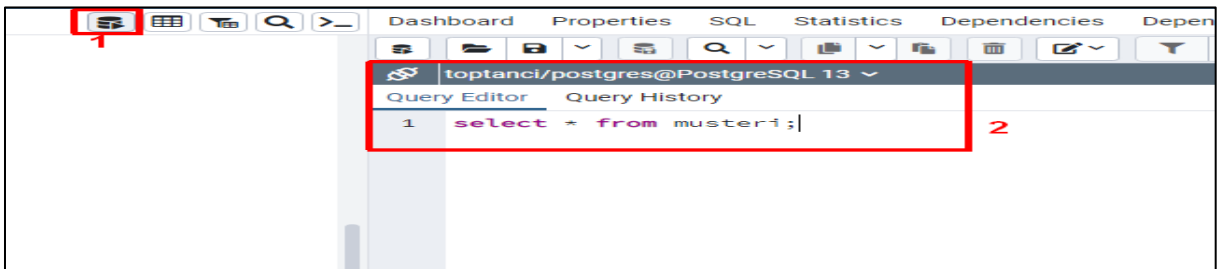 Dashboard Properties SQL Statistics Dependencies Depen
1
toptanci/postgres@PostgreSQL 13
Query Editor Query History
1 select * from musteri;
2